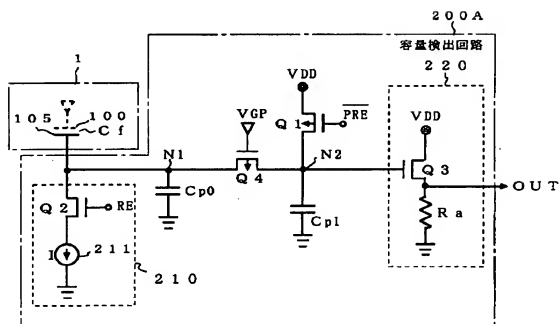 200A
容量検出回路
220
1
VDD
PRE
VDD
VGP
105
100
Cf
Q1
N1
N2
Q4
Q3
OUT
Q2
RE
Cp0
Cp1
Ra
I
211
210